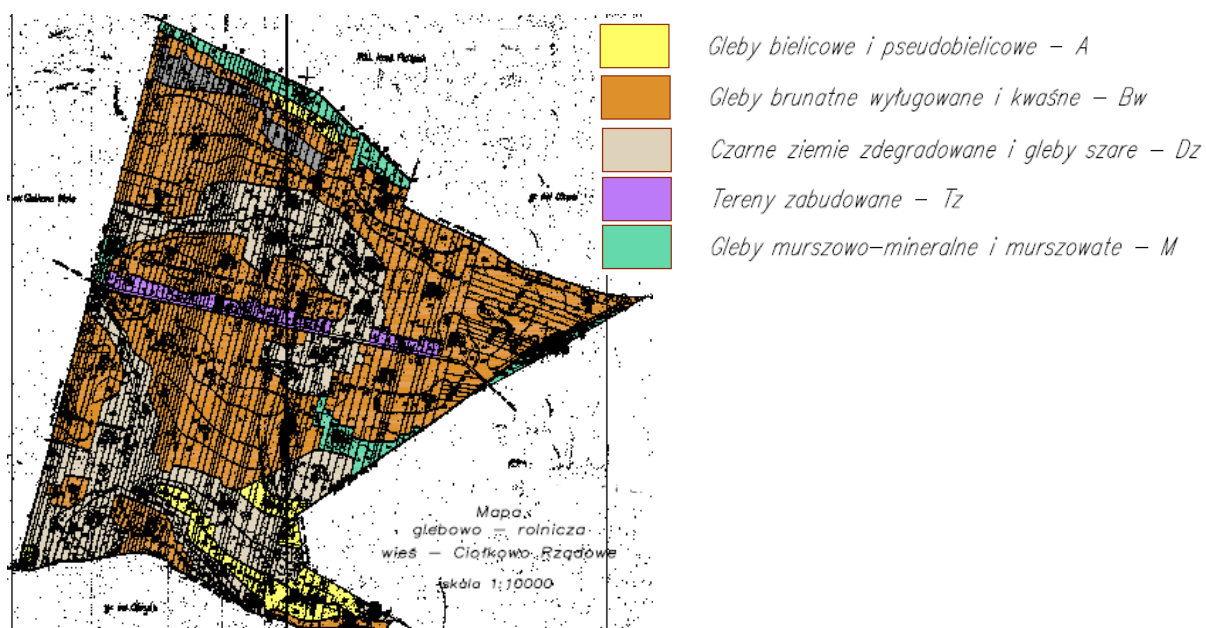 Gleby bielicowe i pseudobielicowe – A
Gleby brunatne wyługowane i kwaśne – Bw
Czarne ziemie zdegradowane i gleby szare – Dz
Tereny zabudowane – Tz
Gleby murszowo–mineralne i murszowate – M
Mapa
glebowo – rolnicza
wieś – Ciołkowo Rządowe
skala 1:10000